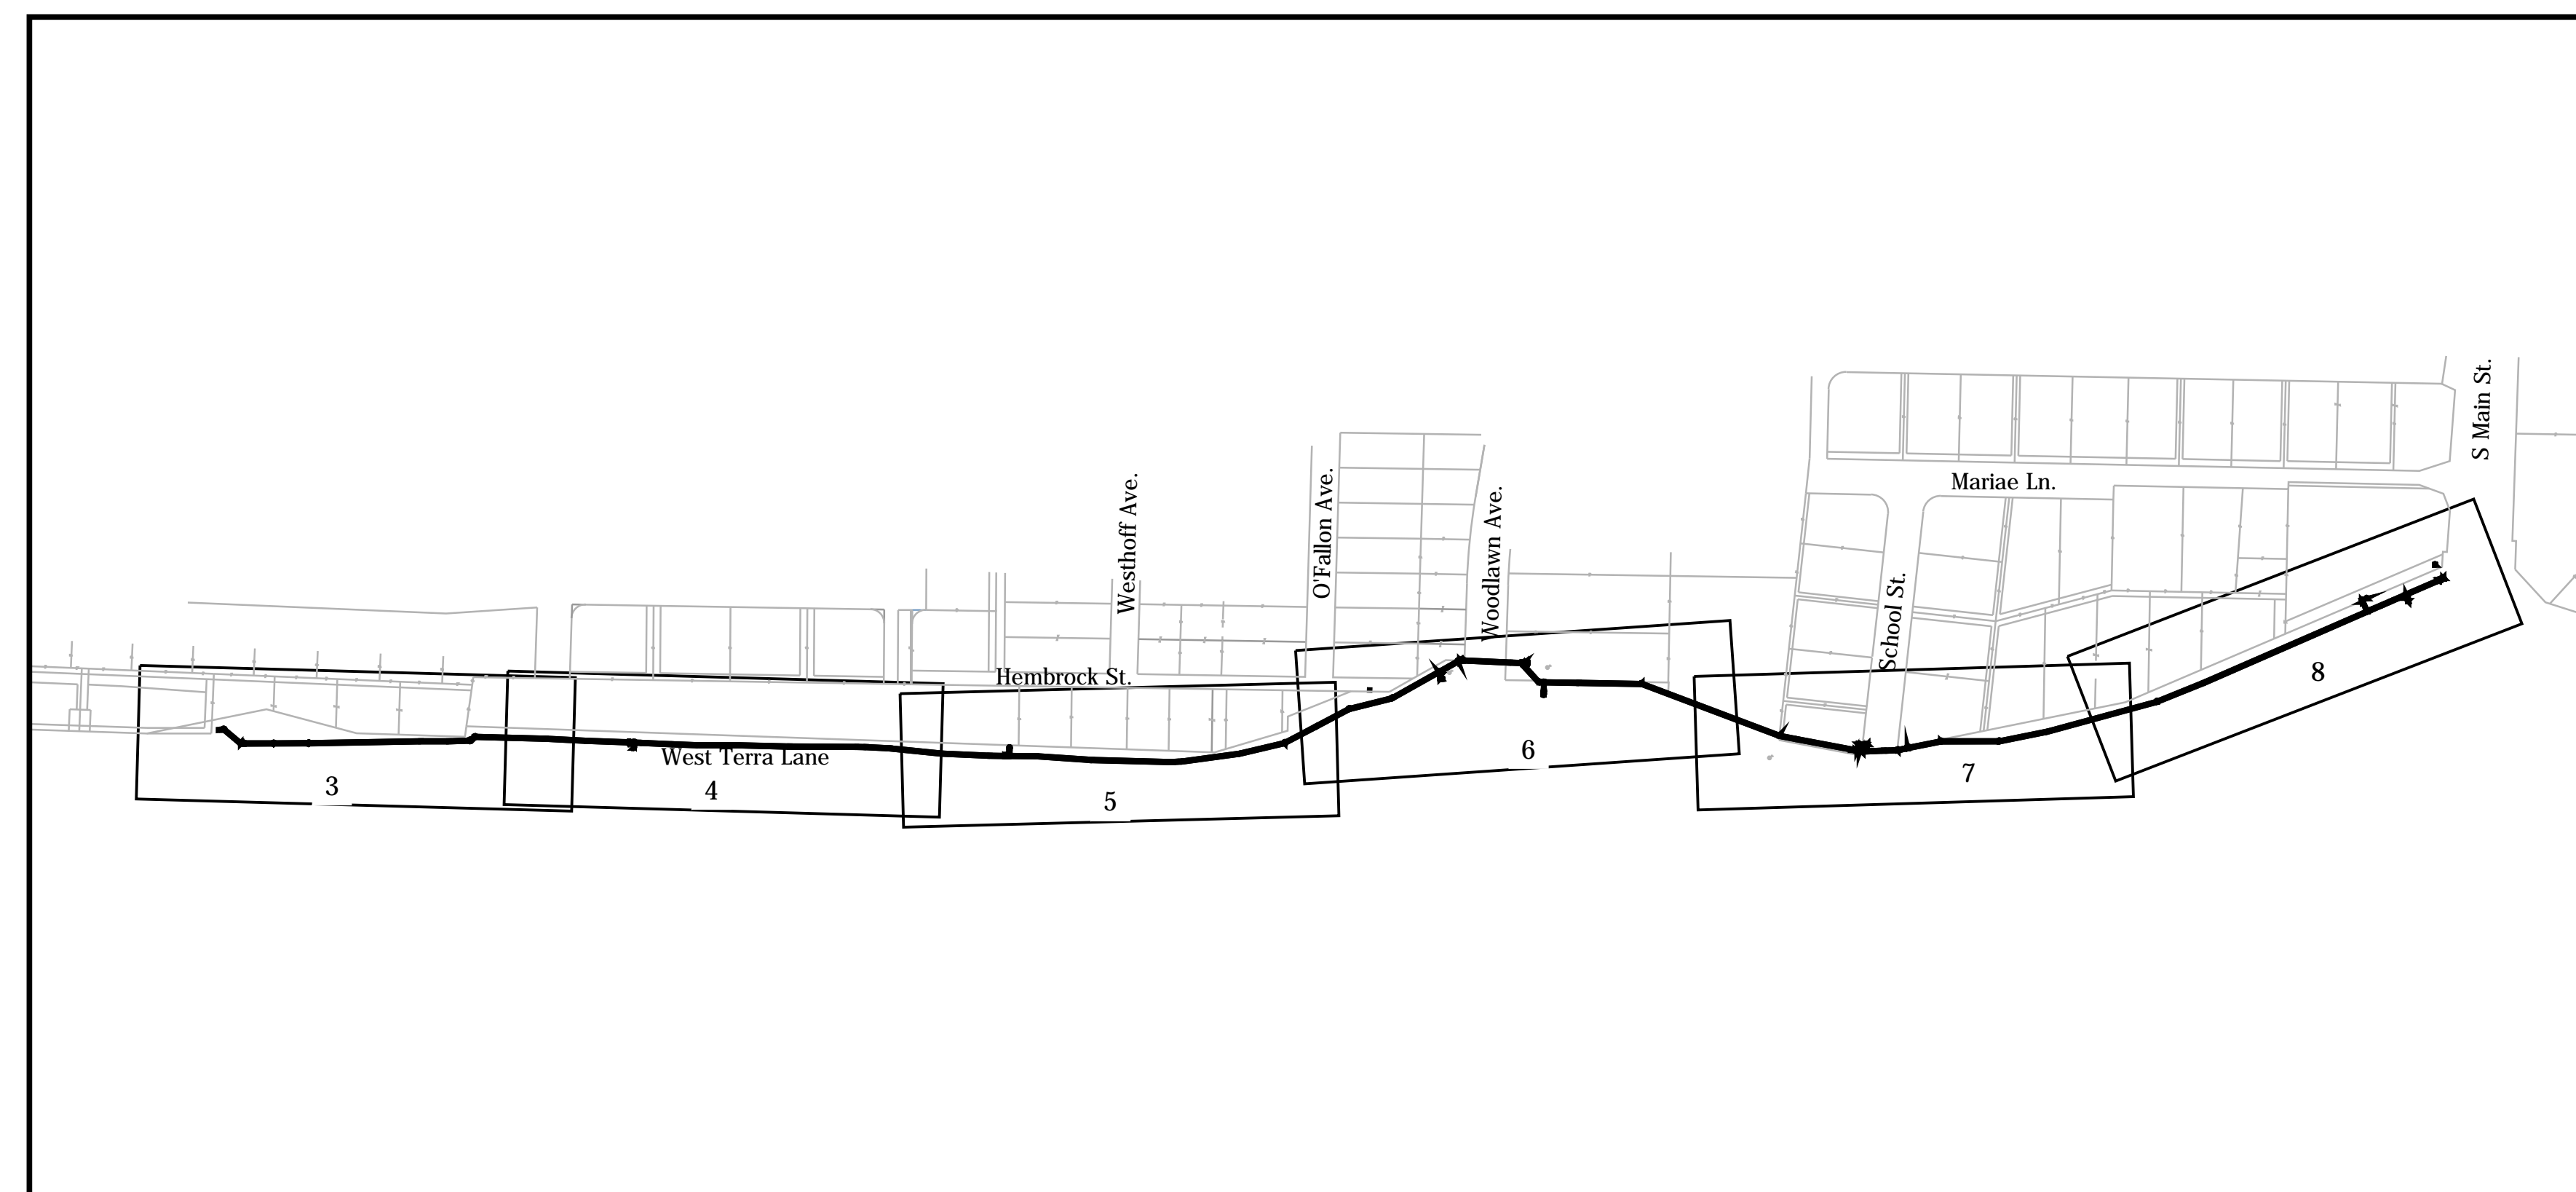 S Main St.
Mariae Ln.
Westhoff Ave.
O'Fallon Ave.
Woodlawn Ave.
School St.
Hembrock St.
West Terra Lane
3
4
5
6
7
8